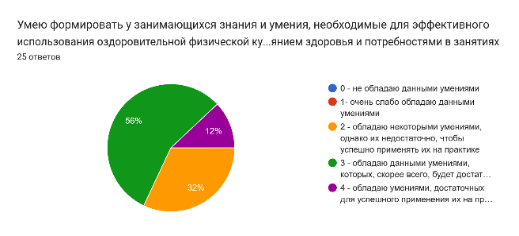 Умею формировать у занимающихся знания и умения, необходимые для эффективного
использования оздоровительной физической ку...янием здоровья и потребностями в занятиях
25 ответов
56%
12%
32%
0 - не обладаю данными умениями
1- очень слабо обладаю данными
умениями
2 - обладаю некоторыми умениями,
однако их недостаточно, чтобы
успешно применять их на практике
3 - обладаю данными умениями,
которых, скорее всего, будет достат…
4 - обладаю умениями, достаточных
для успешного применения их на пр…